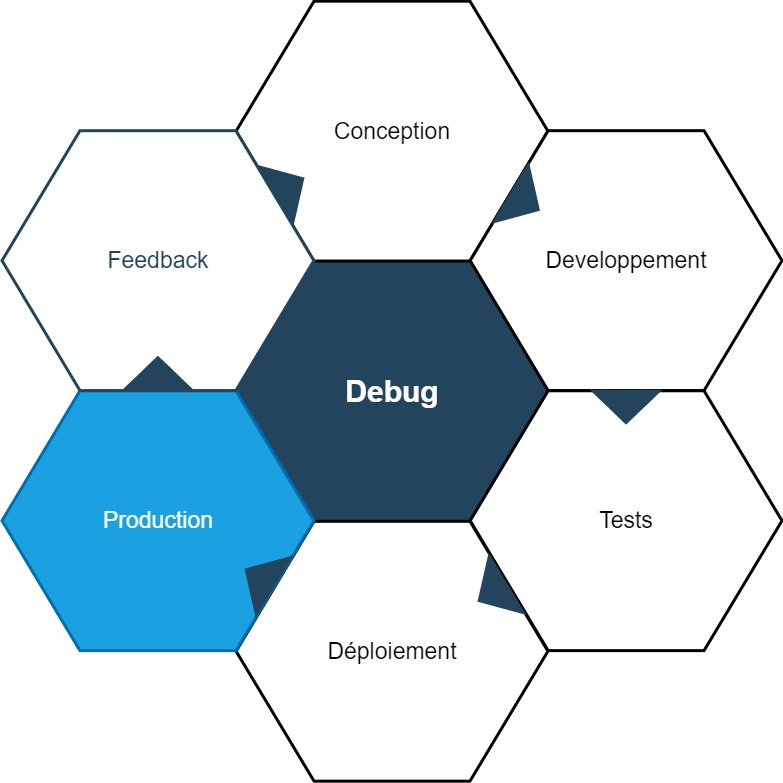 Conception
Feedback
Developpement
Debug
Production
Tests
Déploiement